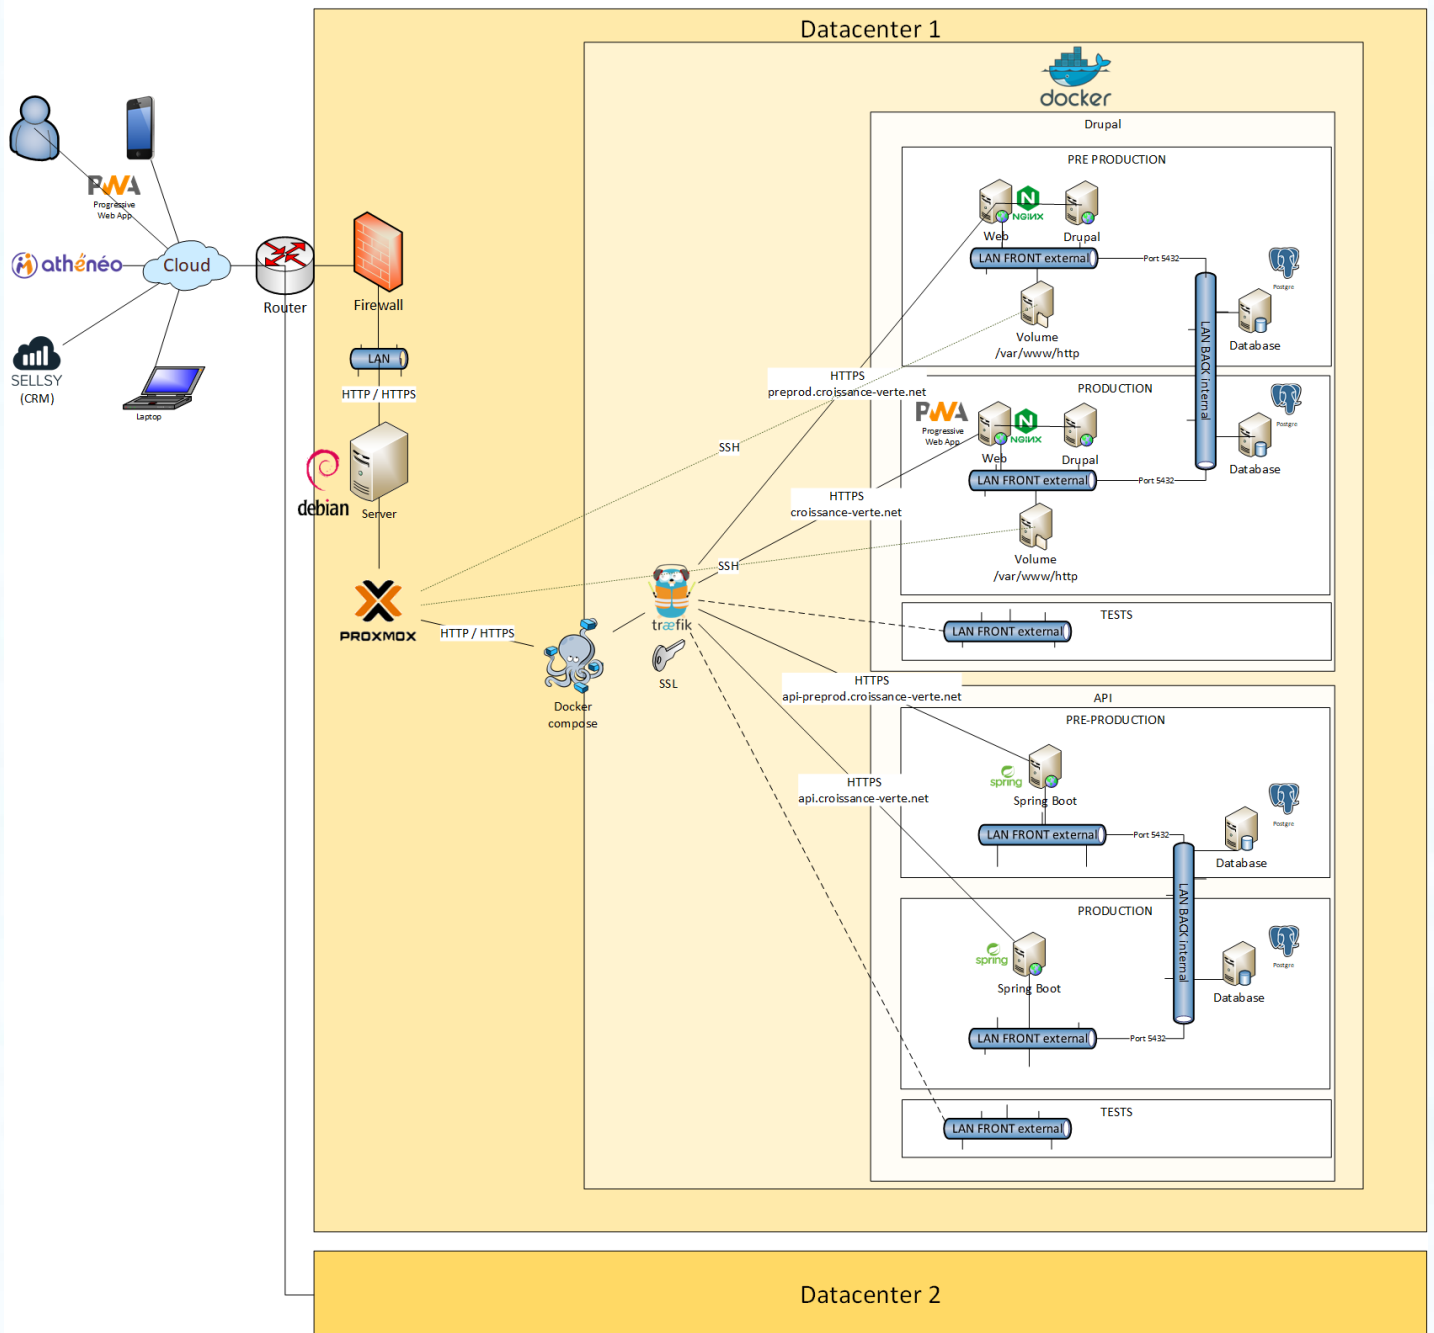 Datacenter 1
docker
Drupal
PRE PRODUCTION
NGINX
Web
Drupal
LAN FRONT external
Port 5432
Postgre
LAN BACK internal
Database
Volume
/var/www/http
HTTPS
preprod.croissance-verte.net
PWA
Progressive
Web App
athénéo
Cloud
Router
Firewall
SELLSY
(CRM)
Laptop
LAN
HTTP / HTTPS
debian
Server
PROXMOX
HTTP / HTTPS
Docker
compose
træfik
SSL
SSH
SSH
PRODUCTION
PWA
Progressive
Web App
NGINX
Web
Drupal
Postgre
Database
LAN FRONT external
Port 5432
HTTPS
croissance-verte.net
Volume
/var/www/http
TESTS
LAN FRONT external
HTTPS
api-preprod.croissance-verte.net
API
PRE-PRODUCTION
spring
Spring Boot
Postgre
LAN FRONT external
Port 5432
Database
HTTPS
api.croissance-verte.net
LAN BACK internal
PRODUCTION
spring
Spring Boot
Postgre
Database
LAN FRONT external
Port 5432
TESTS
LAN FRONT external
Datacenter 2